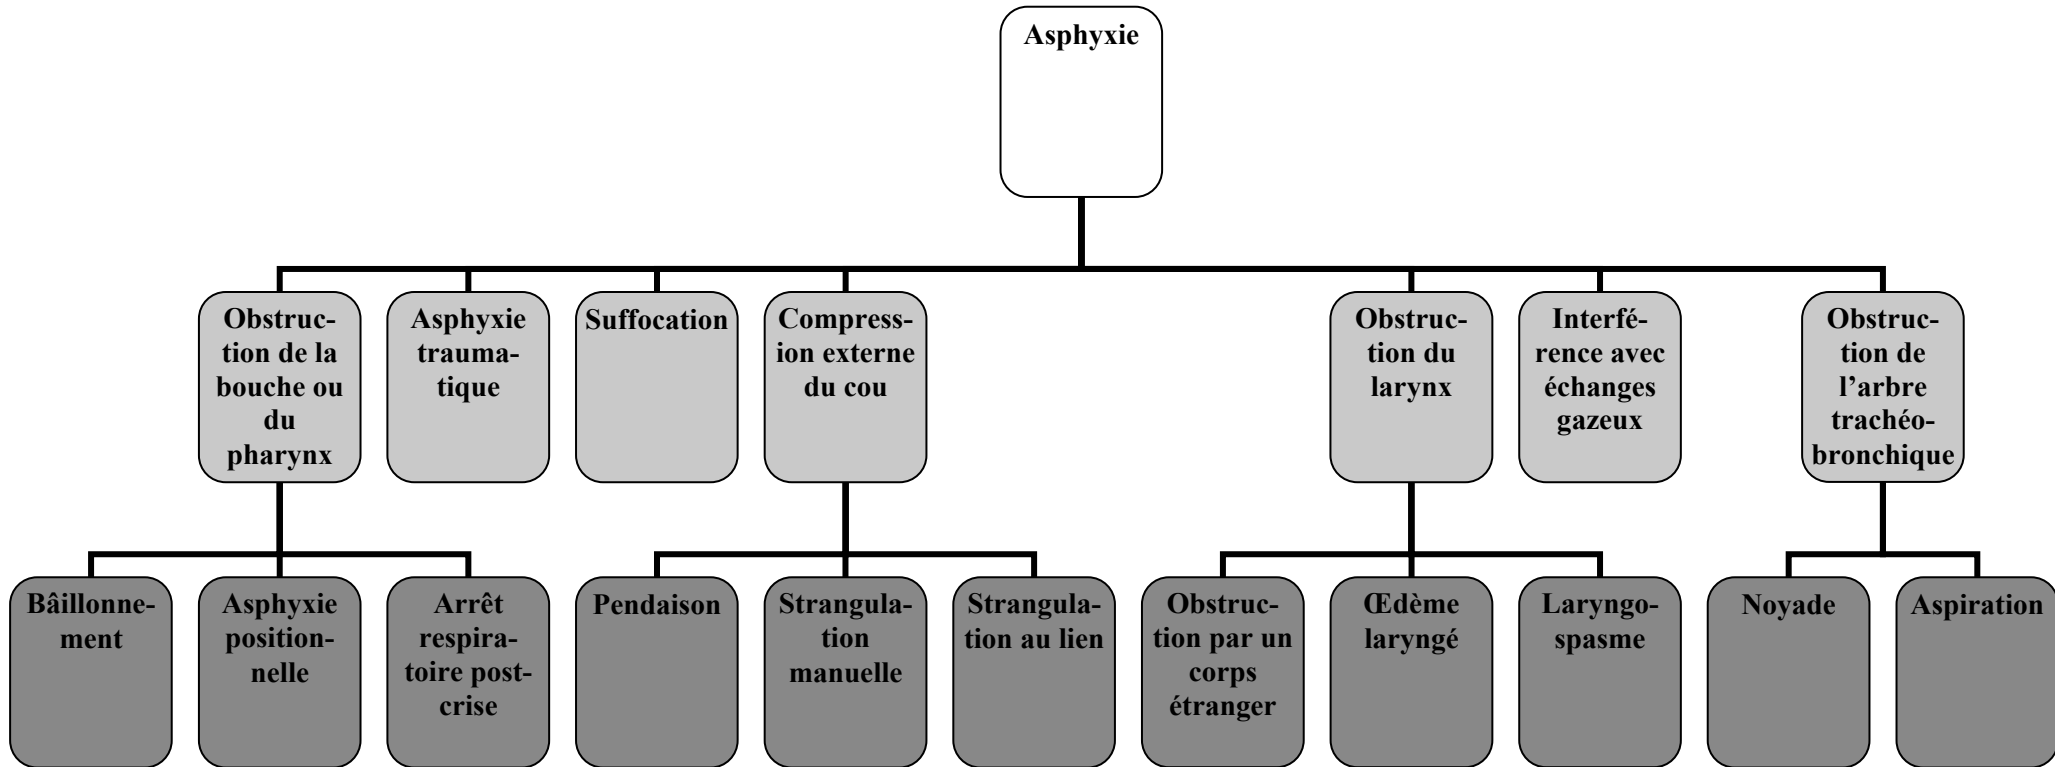 Asphyxie
Obstruc-
tion de la
bouche ou
du
pharynx
Asphyxie
trauma-
tique
Suffocation
Compress-
ion externe
du cou
Obstruc-
tion du
larynx
Interfé-
rence avec
échanges
gazeux
Obstruc-
tion de
l’arbre
trachéo-
bronchique
Bâillonne-
ment
Asphyxie
position-
nelle
Arrêt
respira-
toire post-
crise
Pendaison
Strangula-
tion
manuelle
Strangula-
tion au lien
Obstruc-
tion par un
corps
étranger
Œdème
laryngé
Laryngo-
spasme
Noyade
Aspiration